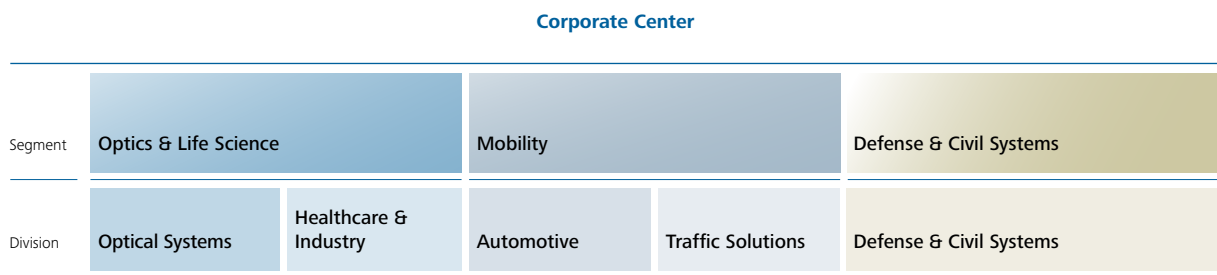 Corporate Center
Segment
Optics & Life Science
Mobility
Defense & Civil Systems
Division
Optical Systems
Healthcare &
Industry
Automotive
Traffic Solutions
Defense & Civil Systems